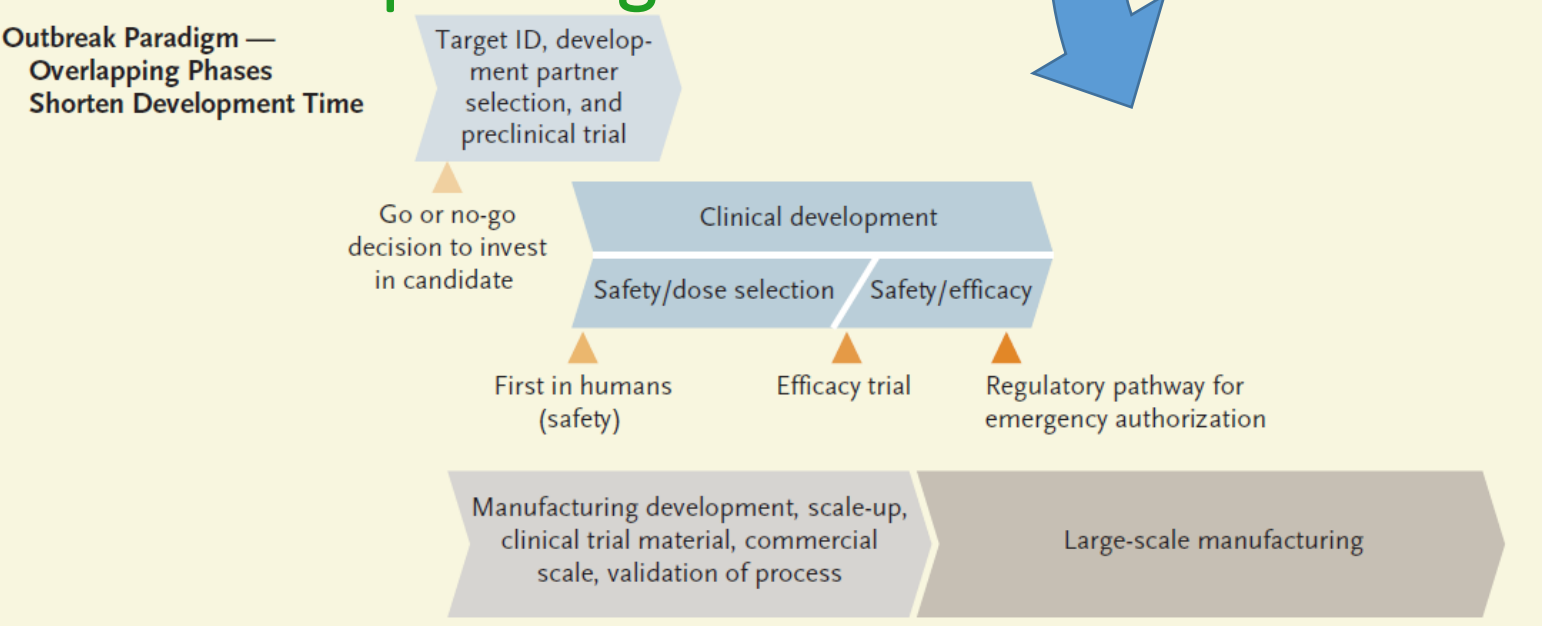 Outbreak Paradigm —
Overlapping Phases
Shorten Development Time
Target ID, develop-
ment partner
selection, and
preclinical trial
Go or no-go
decision to invest
in candidate
Clinical development
Safety/dose selection
Safety/efficacy
First in humans
(safety)
Efficacy trial
Regulatory pathway for
emergency authorization
Manufacturing development, scale-up,
clinical trial material, commercial
scale, validation of process
Large-scale manufacturing